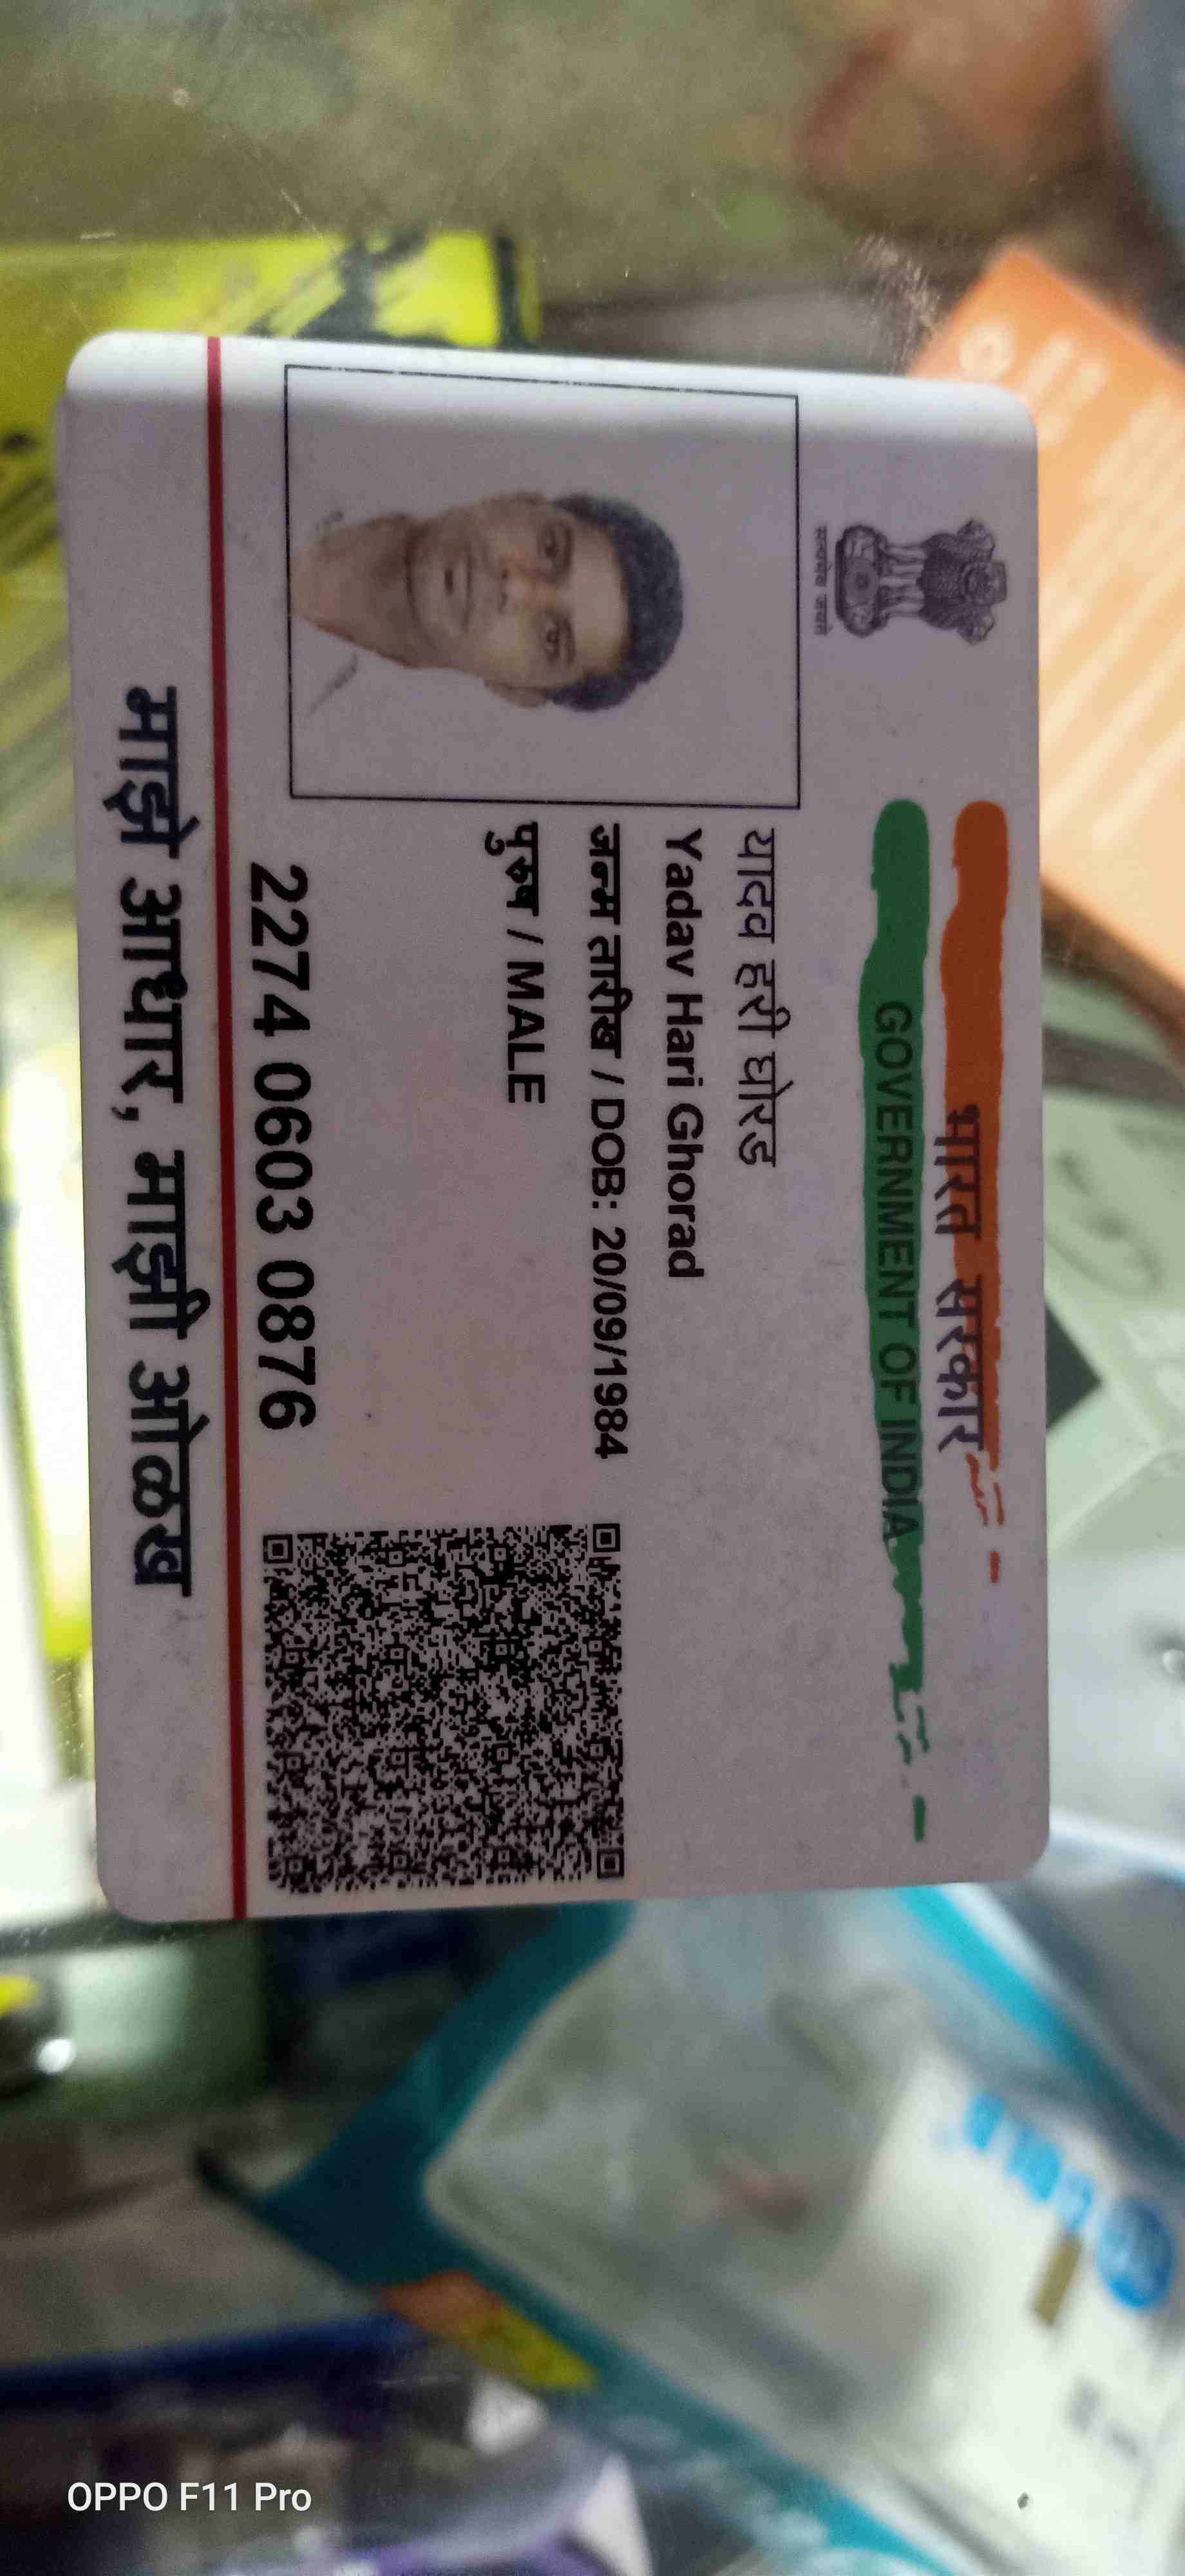 भारत सरकार
GOVERNMENT OF INDIA
सत्यमेव जयते
यादव हरी घोरड
Yadav Hari Ghorad
जन्म तारीख / DOB: 20/09/1984
पुरुष / MALE
2274 0603 0876
माझे आधार, माझी ओळख
OPPO F11 Pro